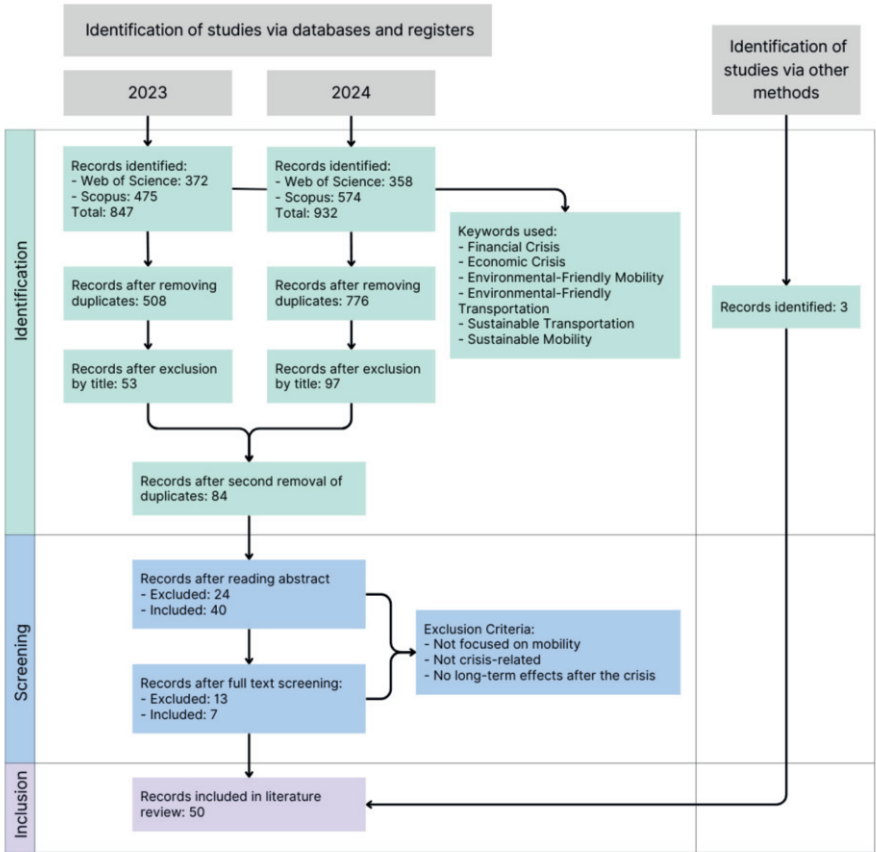 Identification of studies via databases and registers
Identification of
studies via other
methods
2023
2024
Identification
Records identified:
- Web of Science: 372
- Scopus: 475
Total: 847
Records identified:
- Web of Science: 358
- Scopus: 574
Total: 932
Keywords used:
- Financial Crisis
- Economic Crisis
- Environmental-Friendly Mobility
- Environmental-Friendly
Transportation
- Sustainable Transportation
- Sustainable Mobility
Records after removing
duplicates: 508
Records after removing
duplicates: 776
Records identified: 3
Records after exclusion
by title: 53
Records after exclusion
by title: 97
Records after second removal of
duplicates: 84
Screening
Records after reading abstract
- Excluded: 24
- Included: 40
Exclusion Criteria:
- Not focused on mobility
- Not crisis-related
- No long-term effects after the crisis
Records after full text screening:
- Excluded: 13
- Included: 7
Inclusion
Records included in literature
review: 50